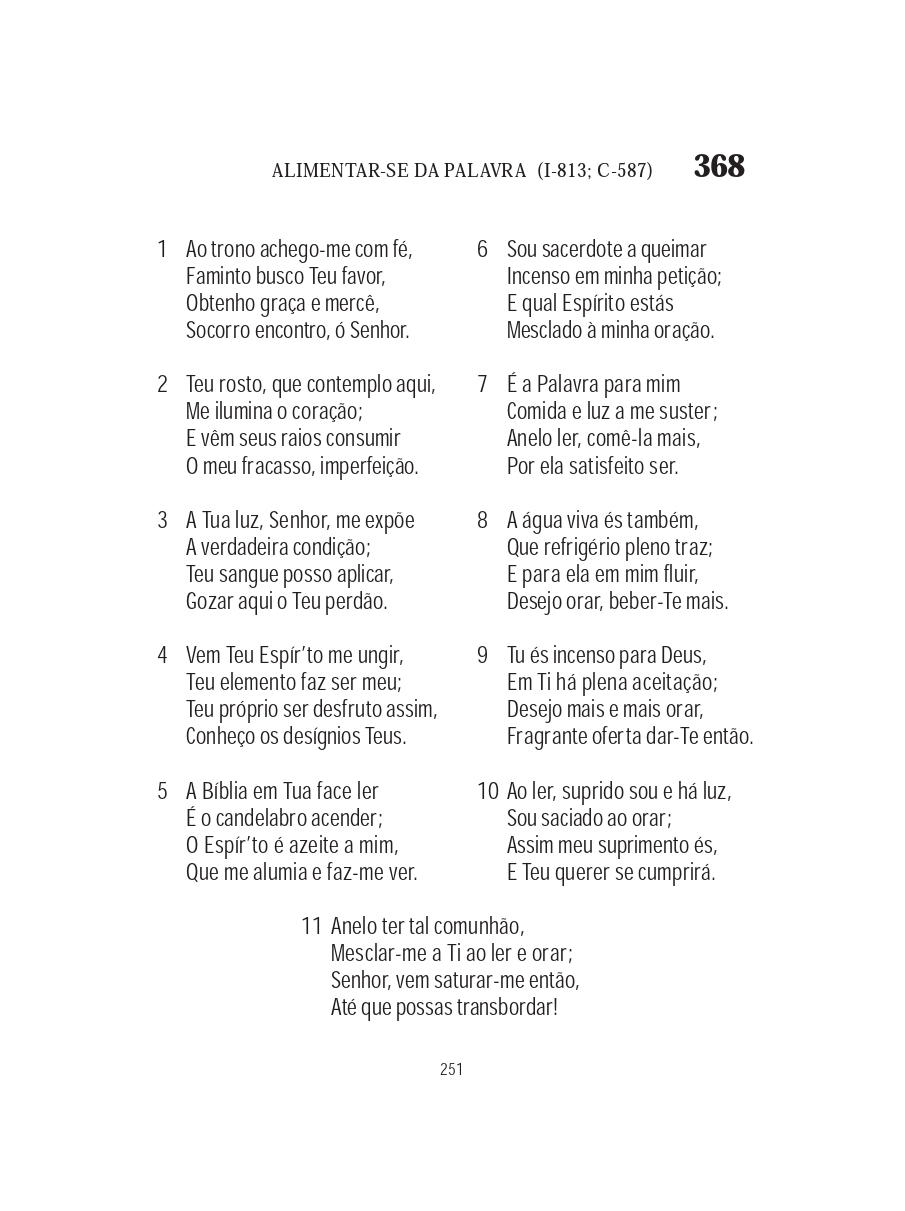 ALIMENTAR-SE DA PALAVRA (I-813; C-587) 368
1 Ao trono achego-me com fé,
Faminto busco Teu favor,
Obtenho graça e mercê,
Socorro encontro, ó Senhor.
2 Teu rosto, que contemplo aqui,
Me ilumina o coração;
E vêm seus raios consumir
O meu fracasso, imperfeição.
3 A Tua luz, Senhor, me expõe
A verdadeira condição;
Teu sangue posso aplicar,
Gozar aqui o Teu perdão.
4 Vem Teu Espír’to me ungir,
Teu elemento faz ser meu;
Teu próprio ser desfruto assim,
Conheço os desígnios Teus.
5 A Bíblia em Tua face ler
É o candelabro acender;
O Espír’to é azeite a mim,
Que me alumia e faz-me ver.
6 Sou sacerdote a queimar
Incenso em minha petição;
E qual Espírito estás
Mesclado à minha oração.
7 É a Palavra para mim
Comida e luz a me suster;
Anelo ler, comê-la mais,
Por ela satisfeito ser.
8 A água viva és também,
Que refrigério pleno traz;
E para ela em mim fluir,
Desejo orar, beber-Te mais.
9 Tu és incenso para Deus,
Em Ti há plena aceitação;
Desejo mais e mais orar,
Fragrante oferta dar-Te então.
10 Ao ler, suprido sou e há luz,
Sou saciado ao orar;
Assim meu suprimento és,
E Teu querer se cumprirá.
11 Anelo ter tal comunhão,
Mesclar-me a Ti ao ler e orar;
Senhor, vem saturar-me então,
Até que possas transbordar!
251